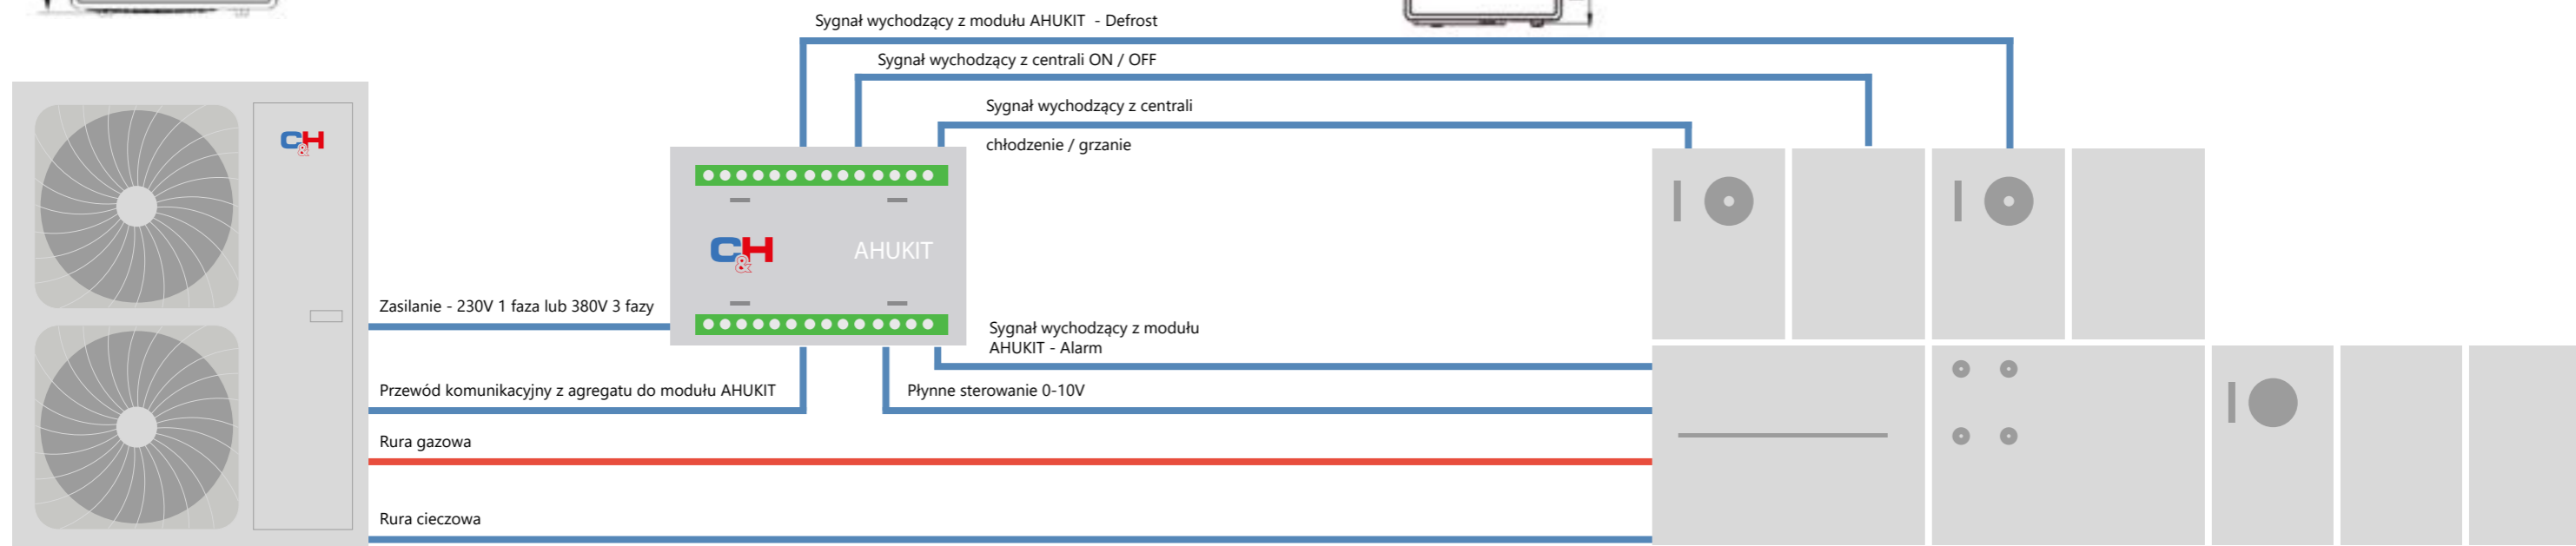 Sygnał wychodzący z modułu AHUKIT - Defrost
Sygnał wychodzący z centrali ON / OFF
Sygnał wychodzący z centrali
chłodzenie / grzanie
C&H
C&H
AHUKIT
Zasilanie - 230V 1 faza lub 380V 3 fazy
Sygnał wychodzący z modułu
AHUKIT - Alarm
Przewód komunikacyjny z agregatu do modułu AHUKIT
Płynne sterowanie 0-10V
Rura gazowa
Rura cieczowa